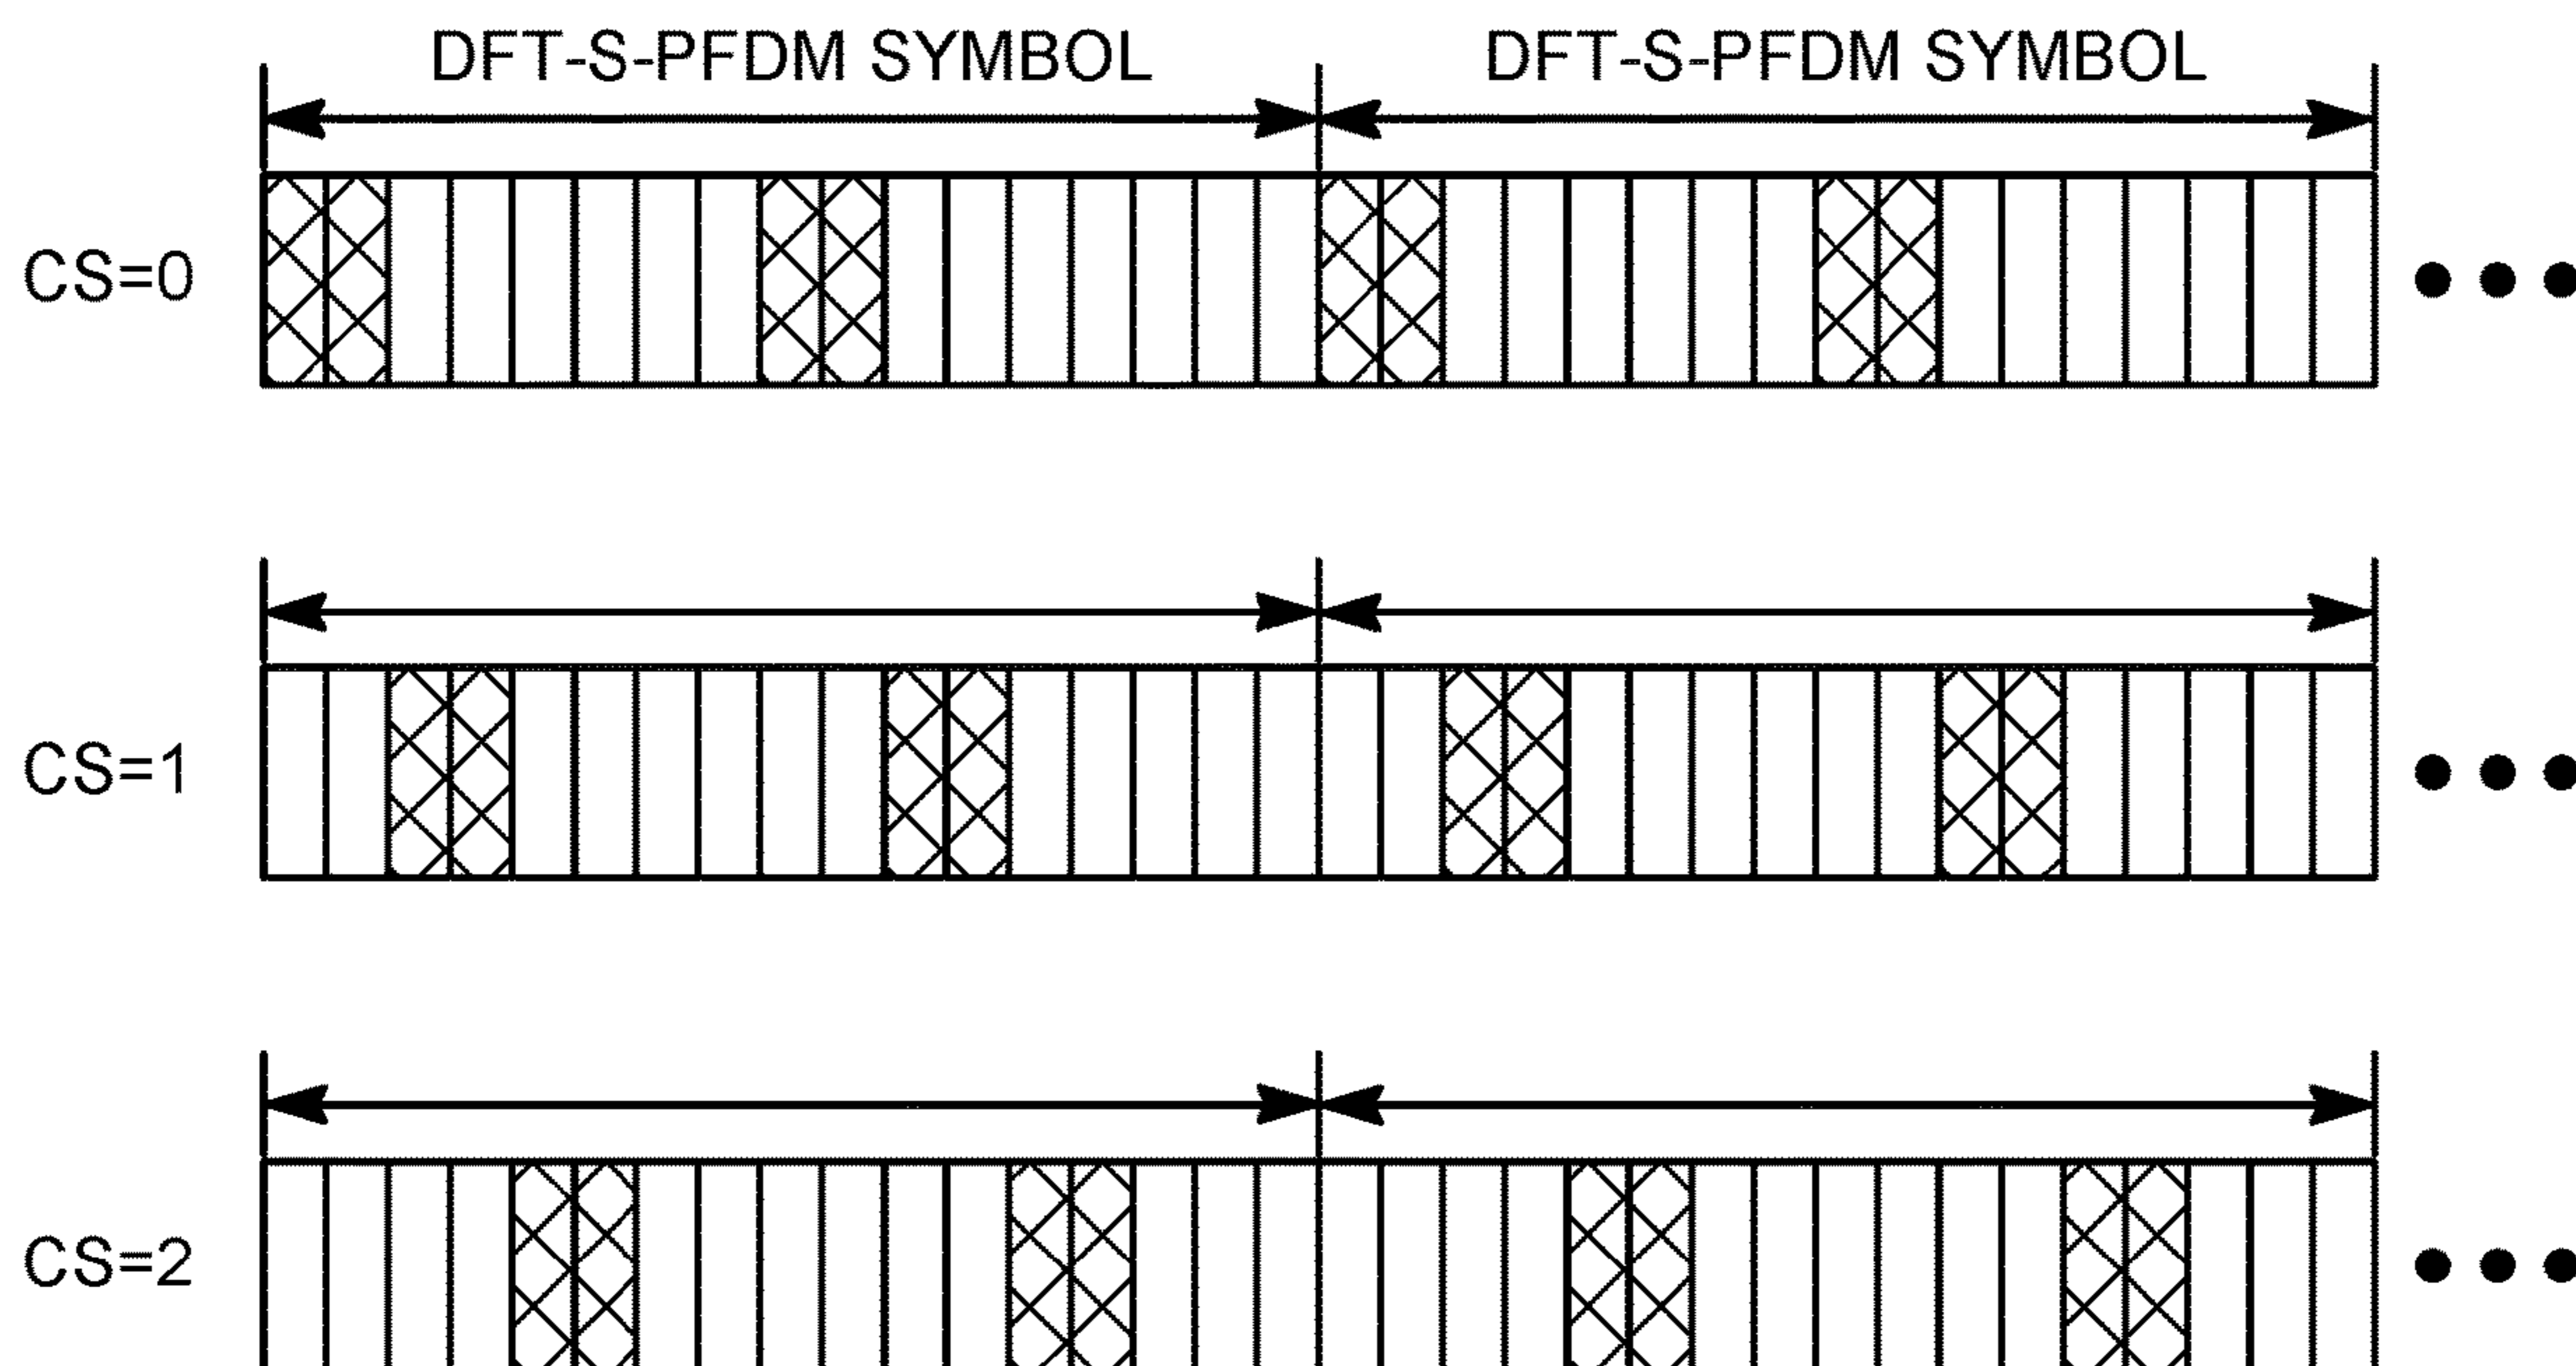 DFT-S-PFDM SYMBOL DFT-S-PFDM SYMBOL
CS=0
CS=1
CS=2